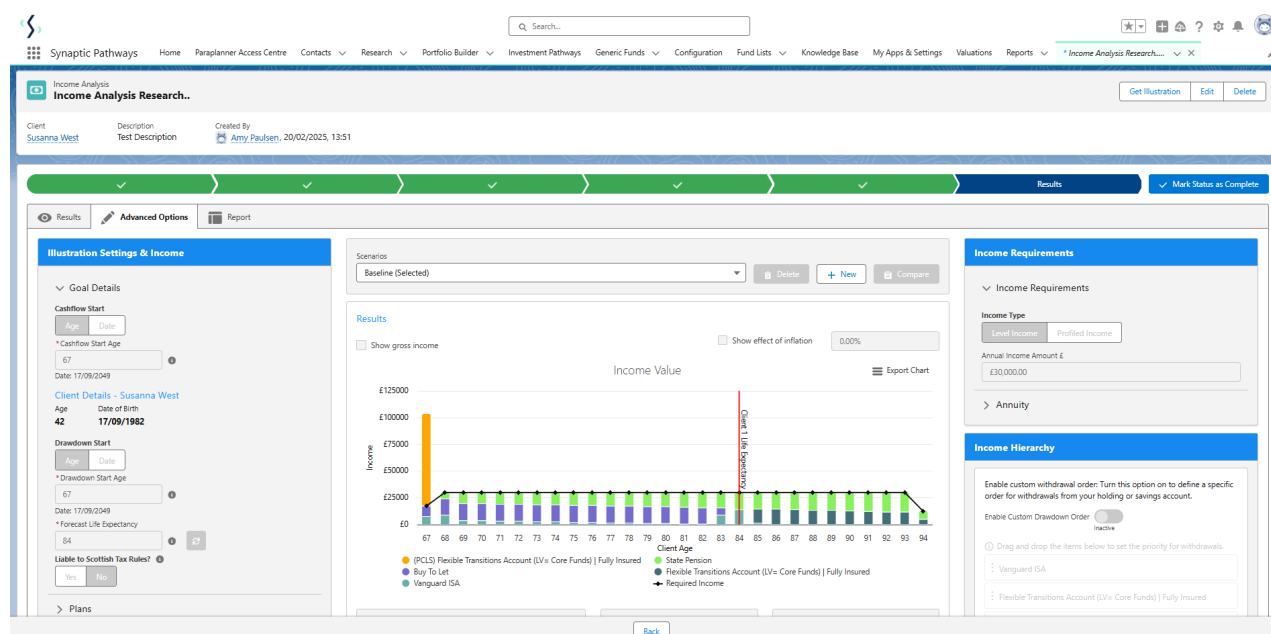 Search...
Synaptic Pathways Home Paraplanner Access Centre Contacts Research Portfolio Builder Investment Pathways Generic Funds Configuration Fund Lists Knowledge Base My Apps & Settings Valuations Reports * Income Analysis Research....
Income Analysis
Income Analysis Research..
Get Illustration Edit Delete
Client Description Created By
Susanna West Test Description Amy Paulsen, 20/02/2025, 13:51
Results
Mark Status as Complete
Results Advanced Options Report
Illustration Settings & Income
Goal Details
Cashflow Start
Age Date
* Cashflow Start Age
67
Date: 17/09/2049
Client Details - Susanna West
Age Date of Birth
42 17/09/1982
Drawdown Start
Age Date
* Drawdown Start Age
67
Date: 17/09/2049
* Forecast Life Expectancy
84
Liable to Scottish Tax Rules?
Yes No
Plans
Scenarios
Baseline (Selected)
Delete
New
Compare
Results
Show gross income
Show effect of inflation 0.00%
Income Value
Export Chart
Income
£125000
£100000
£75000
£50000
£25000
£0
Client 1 Life Expectancy
67 68 69 70 71 72 73 74 75 76 77 78 79 80 81 82 83 84 85 86 87 88 89 90 91 92 93 94
Client Age
(PCLS) Flexible Transitions Account (LV= Core Funds) | Fully Insured
State Pension
Buy To Let
Flexible Transitions Account (LV= Core Funds) | Fully Insured
Vanguard ISA
Required Income
Income Requirements
Income Requirements
Income Type
Level Income Profiled Income
Annual Income Amount £
£30,000.00
Annuity
Income Hierarchy
Enable custom withdrawal order: Turn this option on to define a specific
order for withdrawals from your holding or savings account.
Enable Custom Drawdown Order
Inactive
Drag and drop the items below to set the priority for withdrawals.
Vanguard ISA
Flexible Transitions Account (LV= Core Funds) | Fully Insured
Back